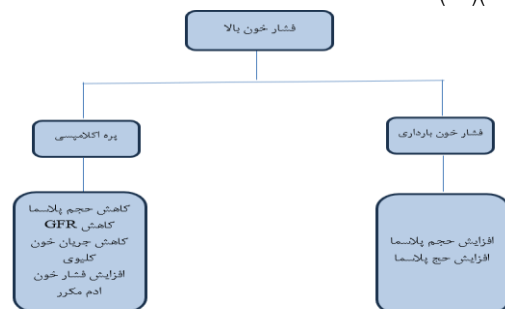 فشار خون بالا
فشار خون بارداری
پره اکلامپسی
افزایش حجم پلاسما
افزایش حج پلاسما
کاهش حجم پلاسما
کاهش GFR
کاهش جریان خون
کلیوی
افزایش فشار خون
ادم مکرر